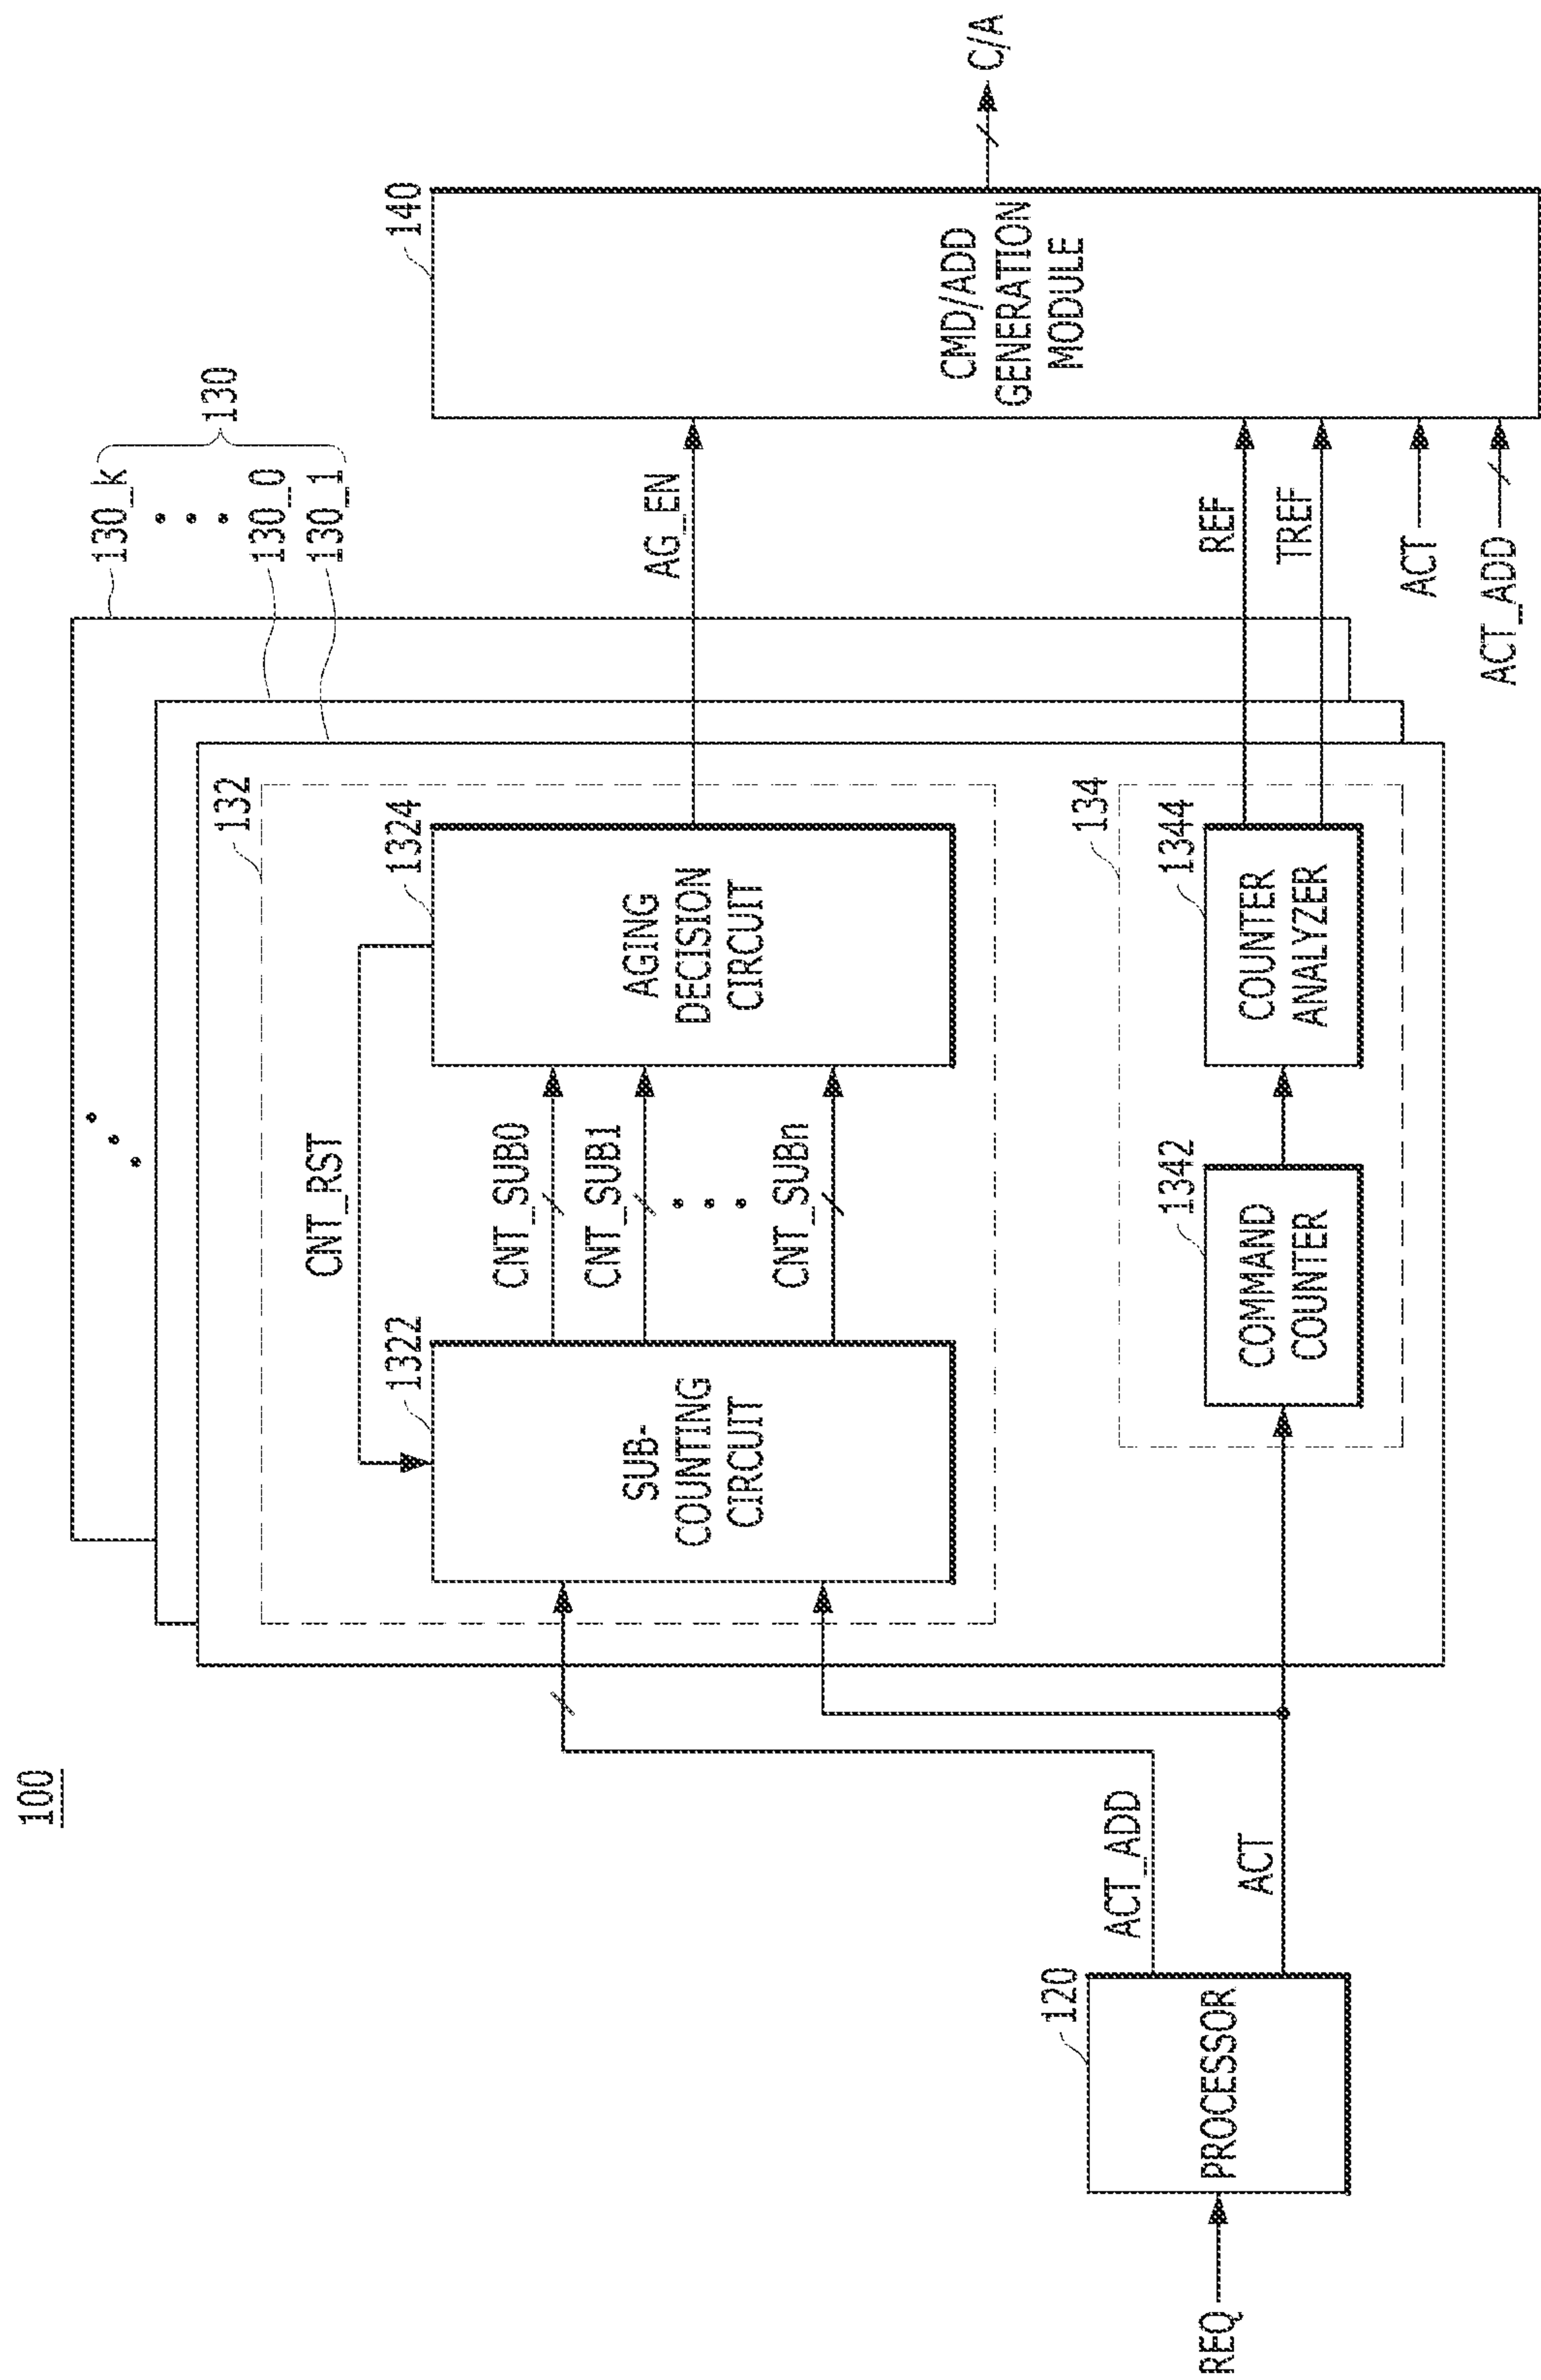 100
REQ
120
PROCESSOR
ACT_ADD
ACT
130_k
130_0
130_1
130
132
CNT_RST
1322
SUB-
COUNTING
CIRCUIT
CNT_SUB0
CNT_SUB1
CNT_SUBn
1324
AGING
DECISION
CIRCUIT
134
1342
COMMAND
COUNTER
1344
COUNTER
ANALYZER
AG_EN
REF
TREF
ACT
ACT_ADD
140
CMD/ADD
GENERATION
MODULE
C/A